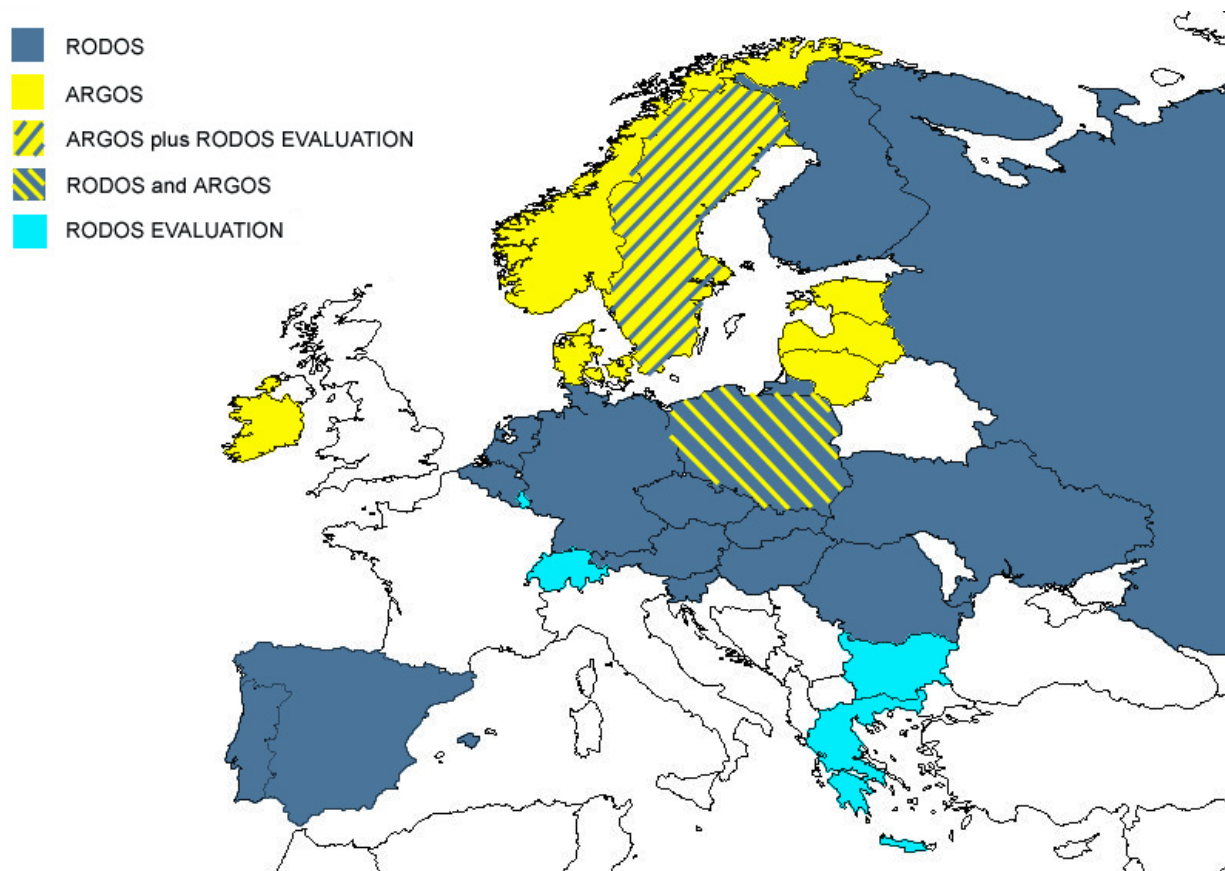 RODOS
ARGOS
ARGOS plus RODOS EVALUATION
RODOS and ARGOS
RODOS EVALUATION